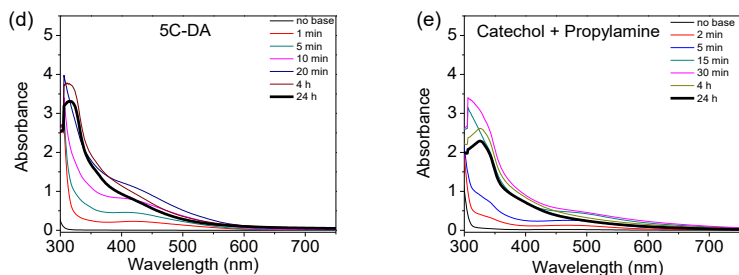 (d)
5C-DA
no base
1 min
5 min
10 min
20 min
4 h
24 h
Absorbance
5
4
3
2
1
0
300 400 500 600 700
Wavelength (nm)
(e)
Catechol + Propylamine
no base
2 min
5 min
15 min
30 min
4 h
24 h
Absorbance
5
4
3
2
1
0
300 400 500 600 700
Wavelength (nm)